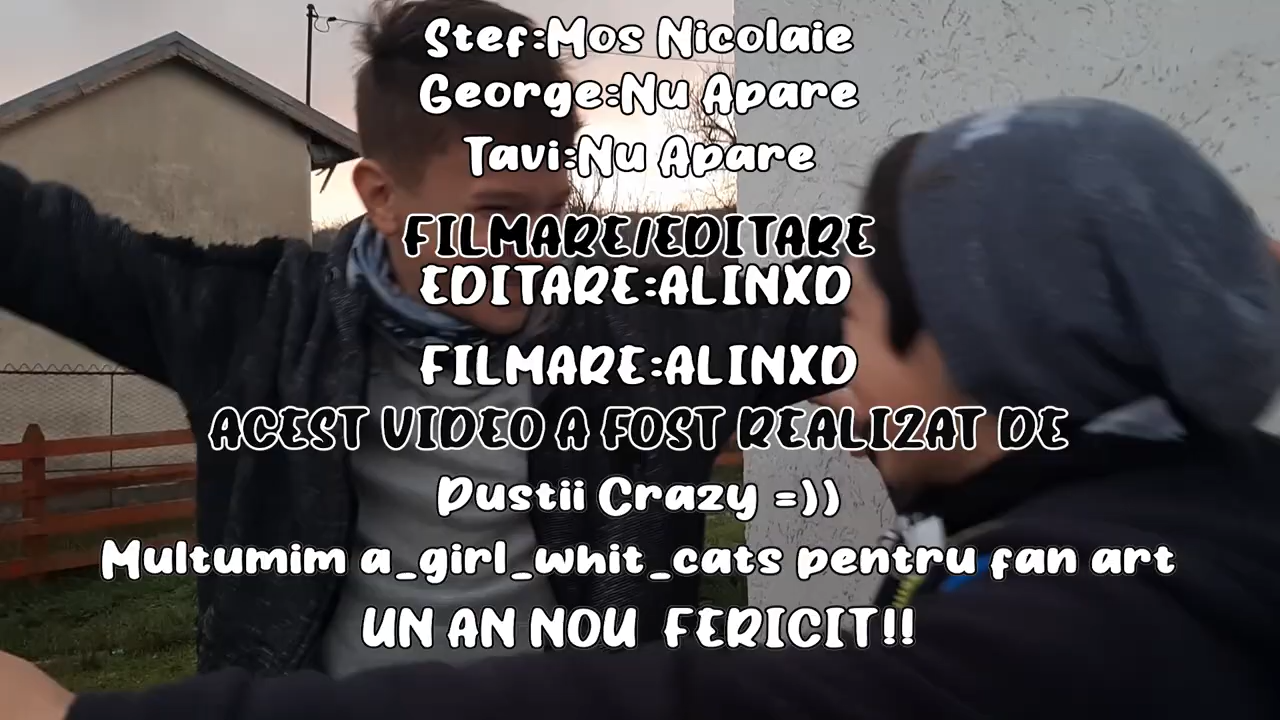 Stef:Mos Nicolaie
George:Nu Apare
Tavi:Nu Apare
FILMARE/EDITARE
EDITARE:ALINXD
FILMARE:ALINXD
ACEST VIDEO A FOST REALIZAT DE
Pustii Crazy =))
Multumim a_girl_whit_cats pentru fan art
UN AN NOU FERICIT!!